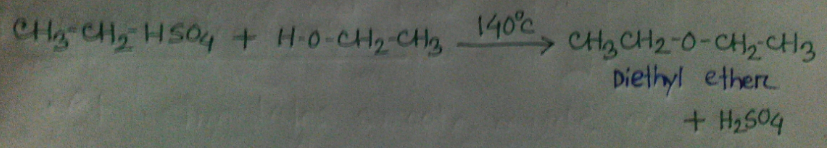 CH3-CH2-HSO4 + H-O-CH2-CH3 140°C → CH3CH2-O-CH2-CH3
Diethyl ether
+ H2SO4